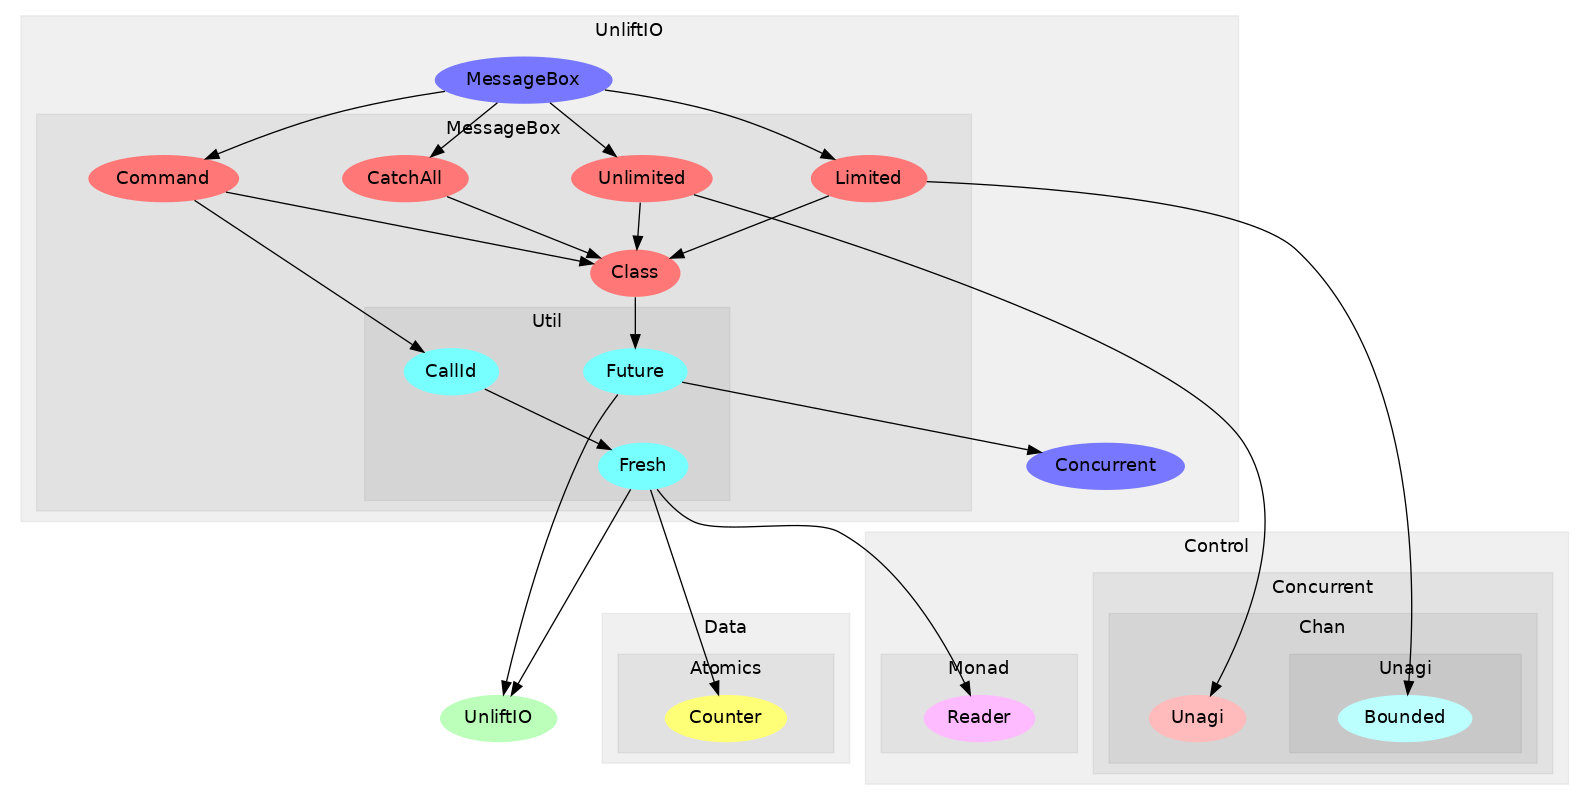 UnliftIO
MessageBox
MessageBox
Command
CatchAll
Unlimited
Limited
Class
Util
CallId
Future
Fresh
Concurrent
Control
Concurrent
Data
Chan
Atomics
Monad
Unagi
UnliftIO
Counter
Reader
Unagi
Bounded